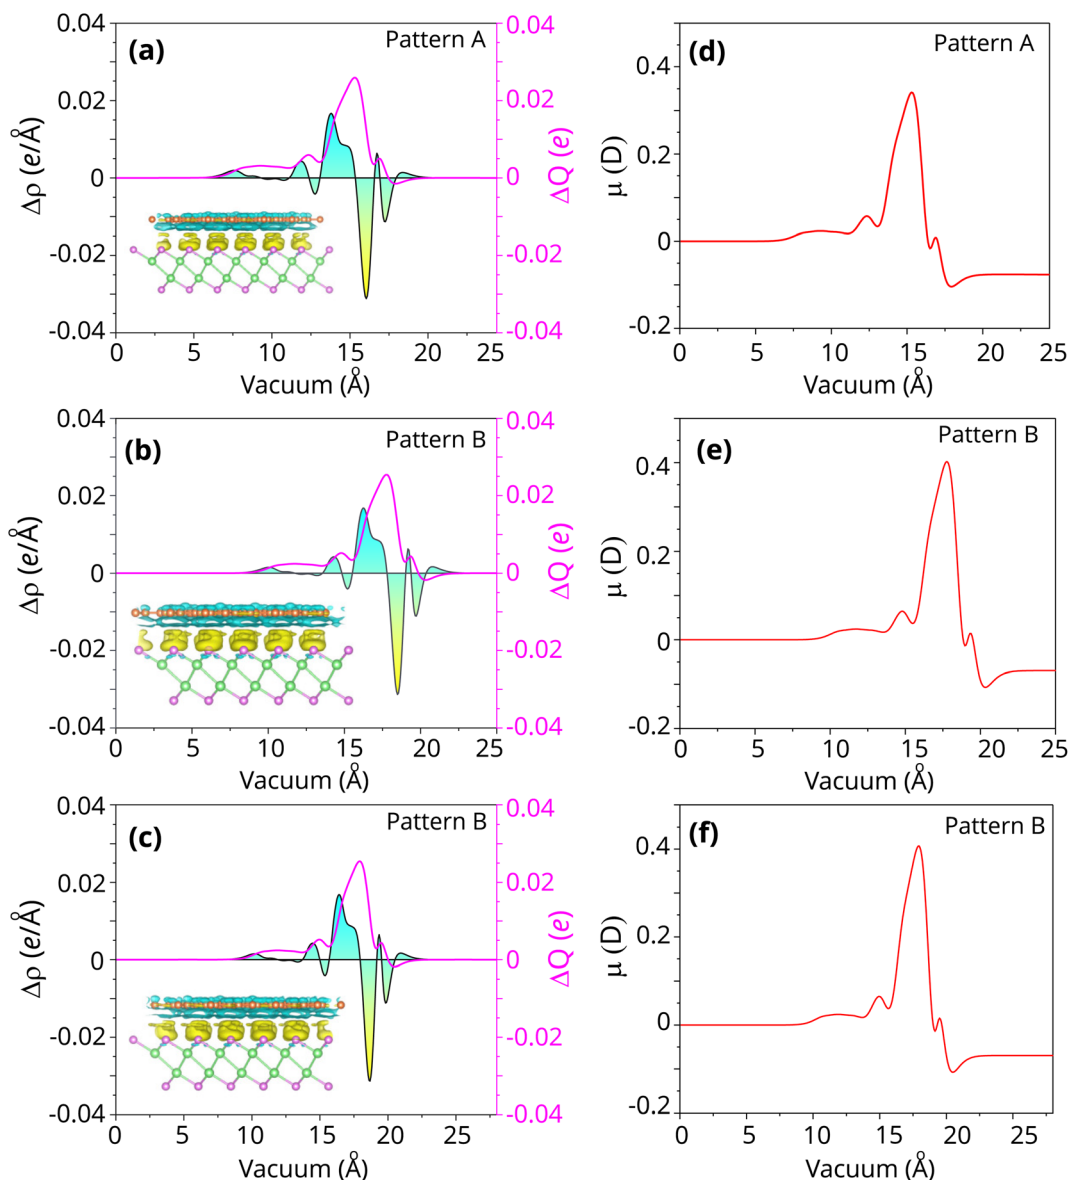 (a)
Pattern A
0.04
0.02
0
-0.02
-0.04
Δρ (e/Å)
0.04
0.02
0
-0.02
-0.04
ΔQ (e)
0 5 10 15 20 25
Vacuum (Å)
(d)
Pattern A
0.4
0.2
0
-0.2
μ (D)
0 5 10 15 20 25
Vacuum (Å)
(b)
Pattern B
0.04
0.02
0
-0.02
-0.04
Δρ (e/Å)
0.04
0.02
0
-0.02
-0.04
ΔQ (e)
0 5 10 15 20 25
Vacuum (Å)
(e)
Pattern B
0.4
0.2
0
-0.2
μ (D)
0 5 10 15 20 25
Vacuum (Å)
(c)
Pattern B
0.04
0.02
0
-0.02
-0.04
Δρ (e/Å)
0.04
0.02
0
-0.02
-0.04
ΔQ (e)
0 5 10 15 20 25
Vacuum (Å)
(f)
Pattern B
0.4
0.2
0
-0.2
μ (D)
0 5 10 15 20 25
Vacuum (Å)